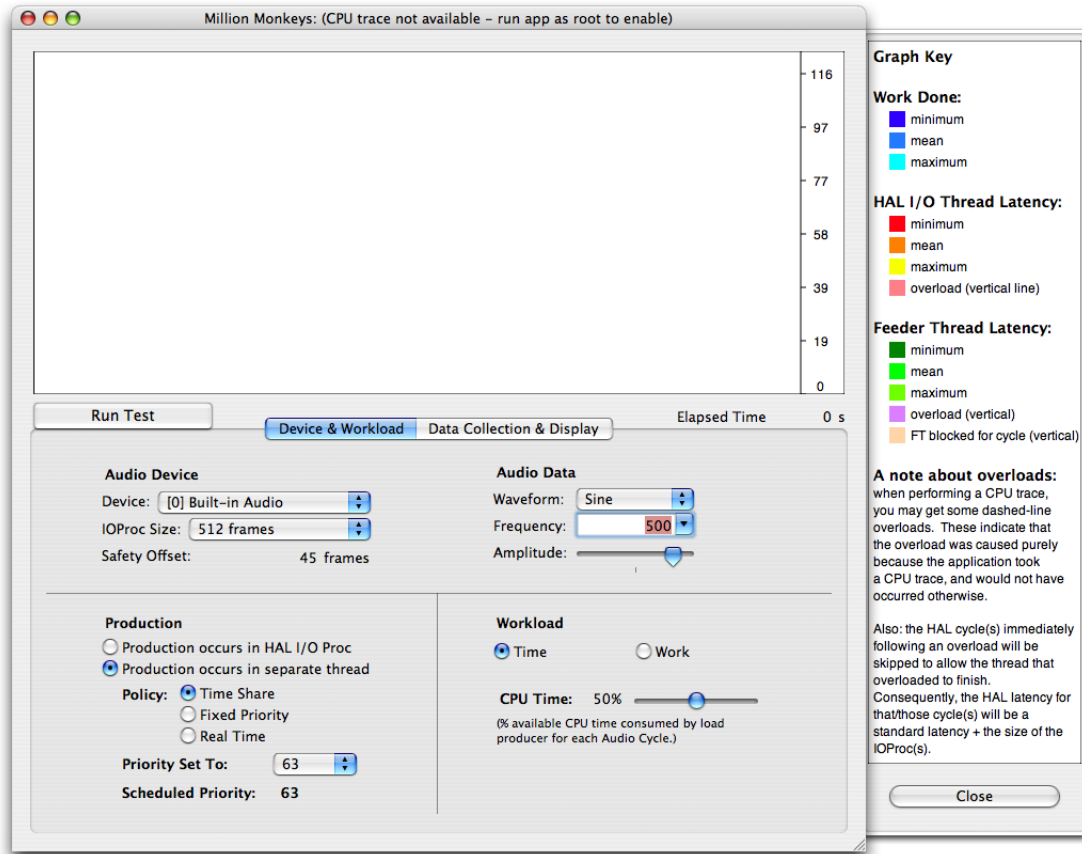 Million Monkeys: (CPU trace not available – run app as root to enable)
116
97
77
58
39
19
0
Run Test
Elapsed Time 0 s
Device & Workload Data Collection & Display
Audio Device
Device: [0] Built-in Audio
IOProc Size: 512 frames
Safety Offset: 45 frames
Audio Data
Waveform: Sine
Frequency: 500
Amplitude:
Production
Production occurs in HAL I/O Proc
Production occurs in separate thread
Policy: Time Share
Fixed Priority
Real Time
Priority Set To: 63
Scheduled Priority: 63
Workload
Time Work
CPU Time: 50%
(% available CPU time consumed by load
producer for each Audio Cycle.)
Graph Key
Work Done:
minimum
mean
maximum
HAL I/O Thread Latency:
minimum
mean
maximum
overload (vertical line)
Feeder Thread Latency:
minimum
mean
maximum
overload (vertical)
FT blocked for cycle (vertical)
A note about overloads:
when performing a CPU trace,
you may get some dashed-line
overloads. These indicate that
the overload was caused purely
because the application took
a CPU trace, and would not have
occurred otherwise.
Also: the HAL cycle(s) immediately
following an overload will be
skipped to allow the thread that
overloaded to finish.
Consequently, the HAL latency for
that/those cycle(s) will be a
standard latency + the size of the
IOProc(s).
Close